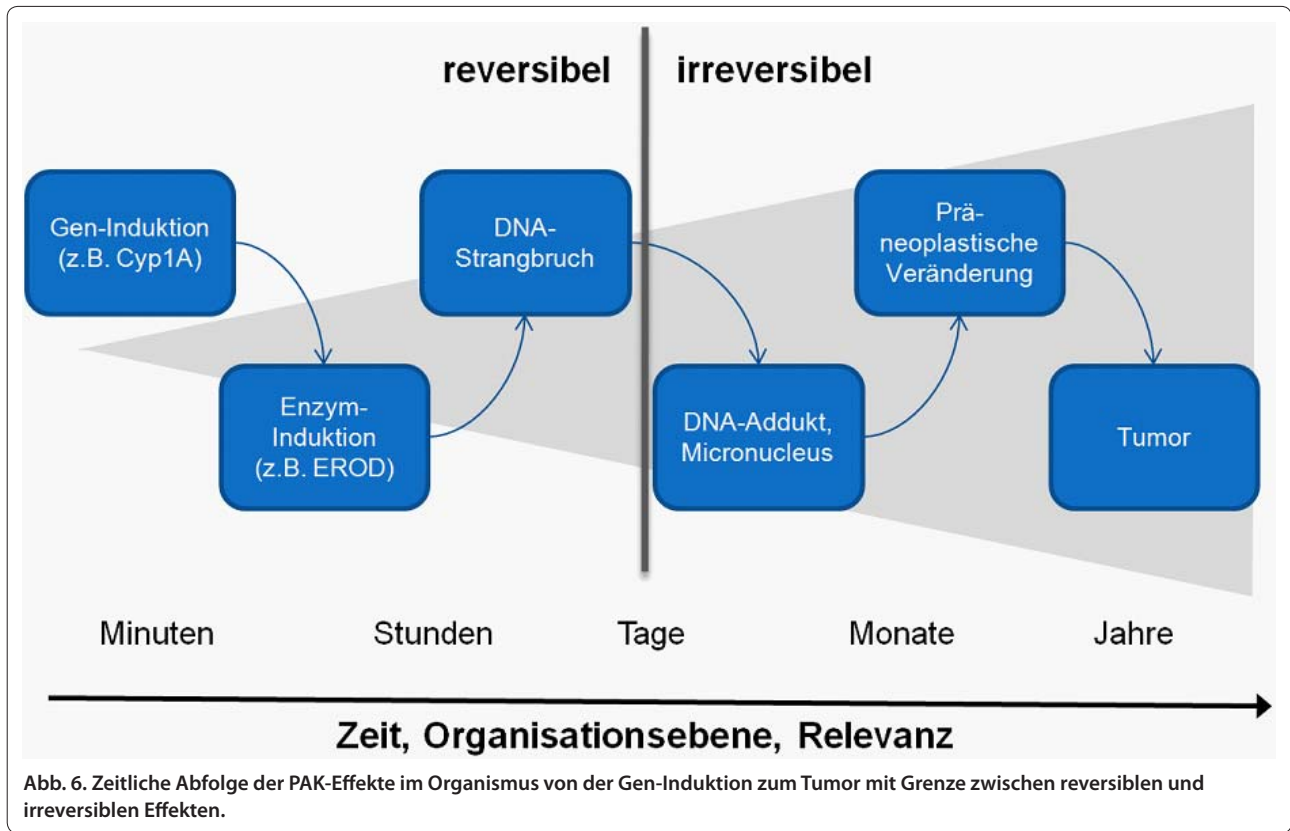 reversibel
irreversibel
Gen-Induktion
(z.B. Cyp1A)
Enzym-
Induktion
(z.B. EROD)
DNA-
Strangbruch
DNA-Addukt,
Micronucleus
Prä-
neoplastische
Veränderung
Tumor
Minuten
Stunden
Tage
Monate
Jahre
Zeit, Organisationsebene, Relevanz
Abb. 6. Zeitliche Abfolge der PAK-Effekte im Organismus von der Gen-Induktion zum Tumor mit Grenze zwischen reversiblen und
irreversiblen Effekten.